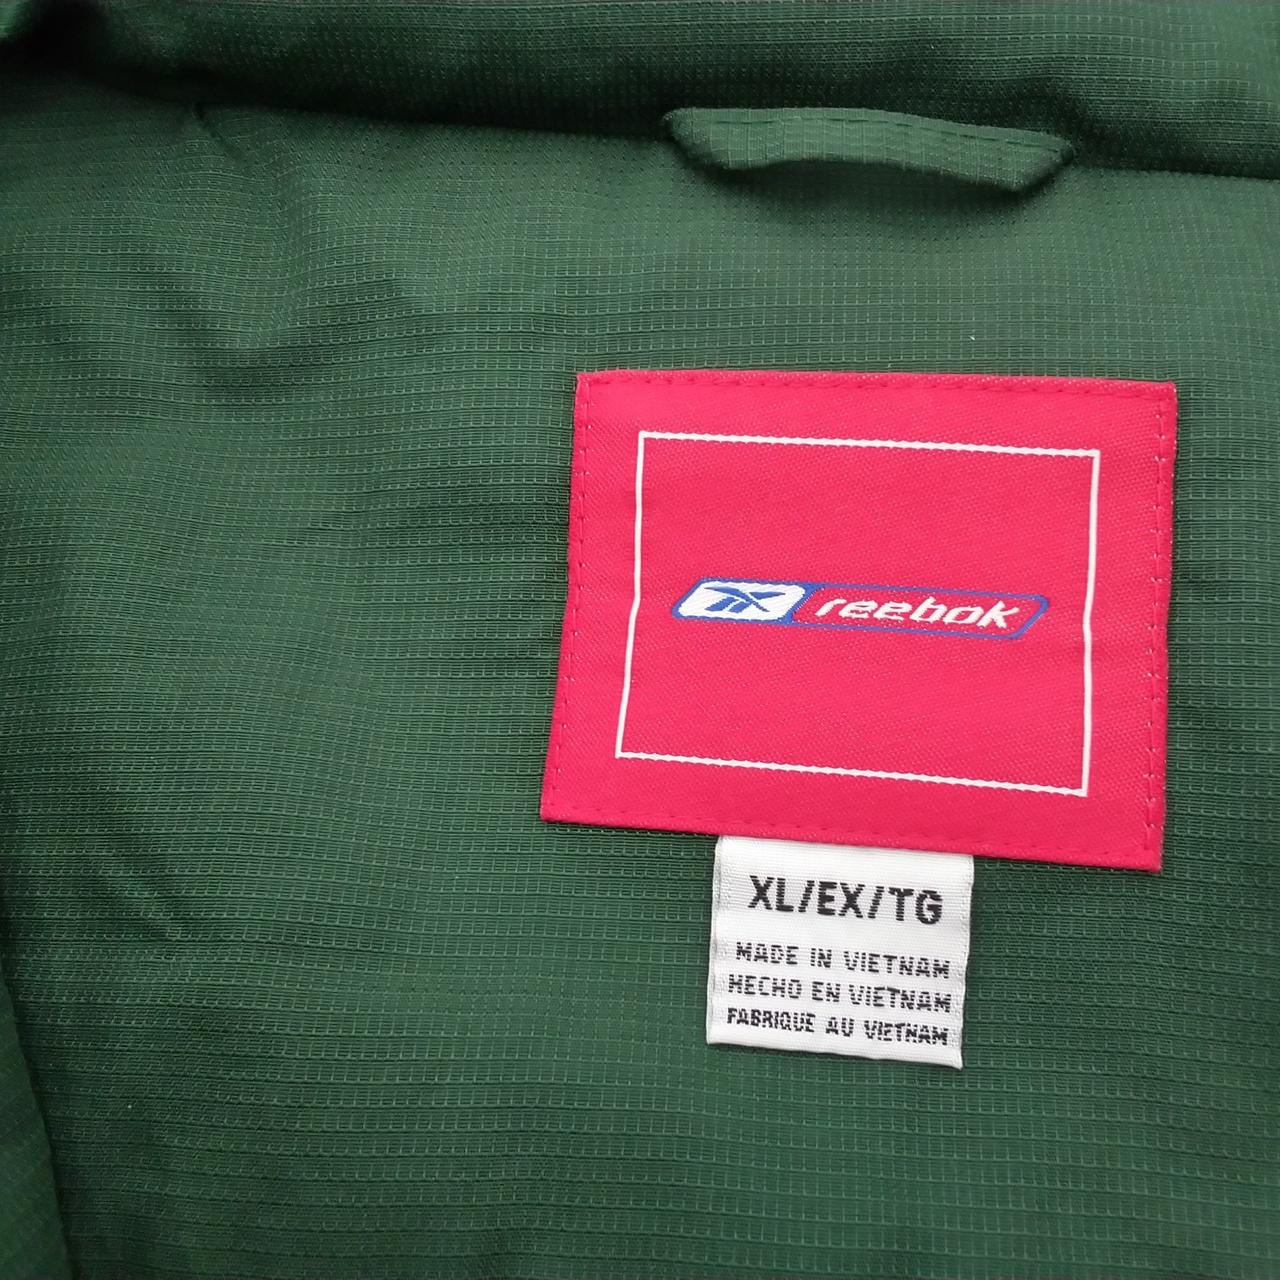 reebok
XL/EX/TG
MADE IN VIETNAM
HECHO EN VIETNAM
FABRIQUE AU VIETNAM